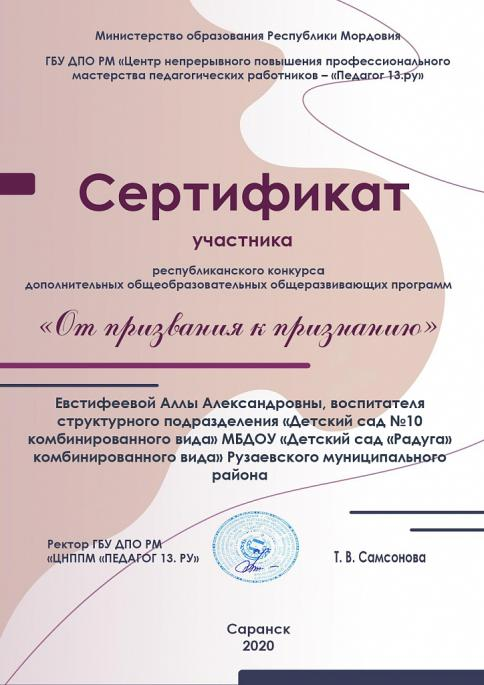 Министерство образования Республики Мордовия
ГБУ ДПО РМ «Центр непрерывного повышения профессионального
мастерства педагогических работников – «Педагог 13.ру»
Сертификат
участника
республиканского конкурса
дополнительных общеобразовательных общеразвивающих программ
«От призвания к признанию»
Евстифеевой Аллы Александровны, воспитателя
структурного подразделения «Детский сад №10
комбинированного вида» МБДОУ «Детский сад «Радуга»
комбинированного вида» Рузаевского муниципального
района
Ректор ГБУ ДПО РМ
«ЦНППМ «ПЕДАГОГ 13. РУ»
Т. В. Самсонова
Саранск
2020